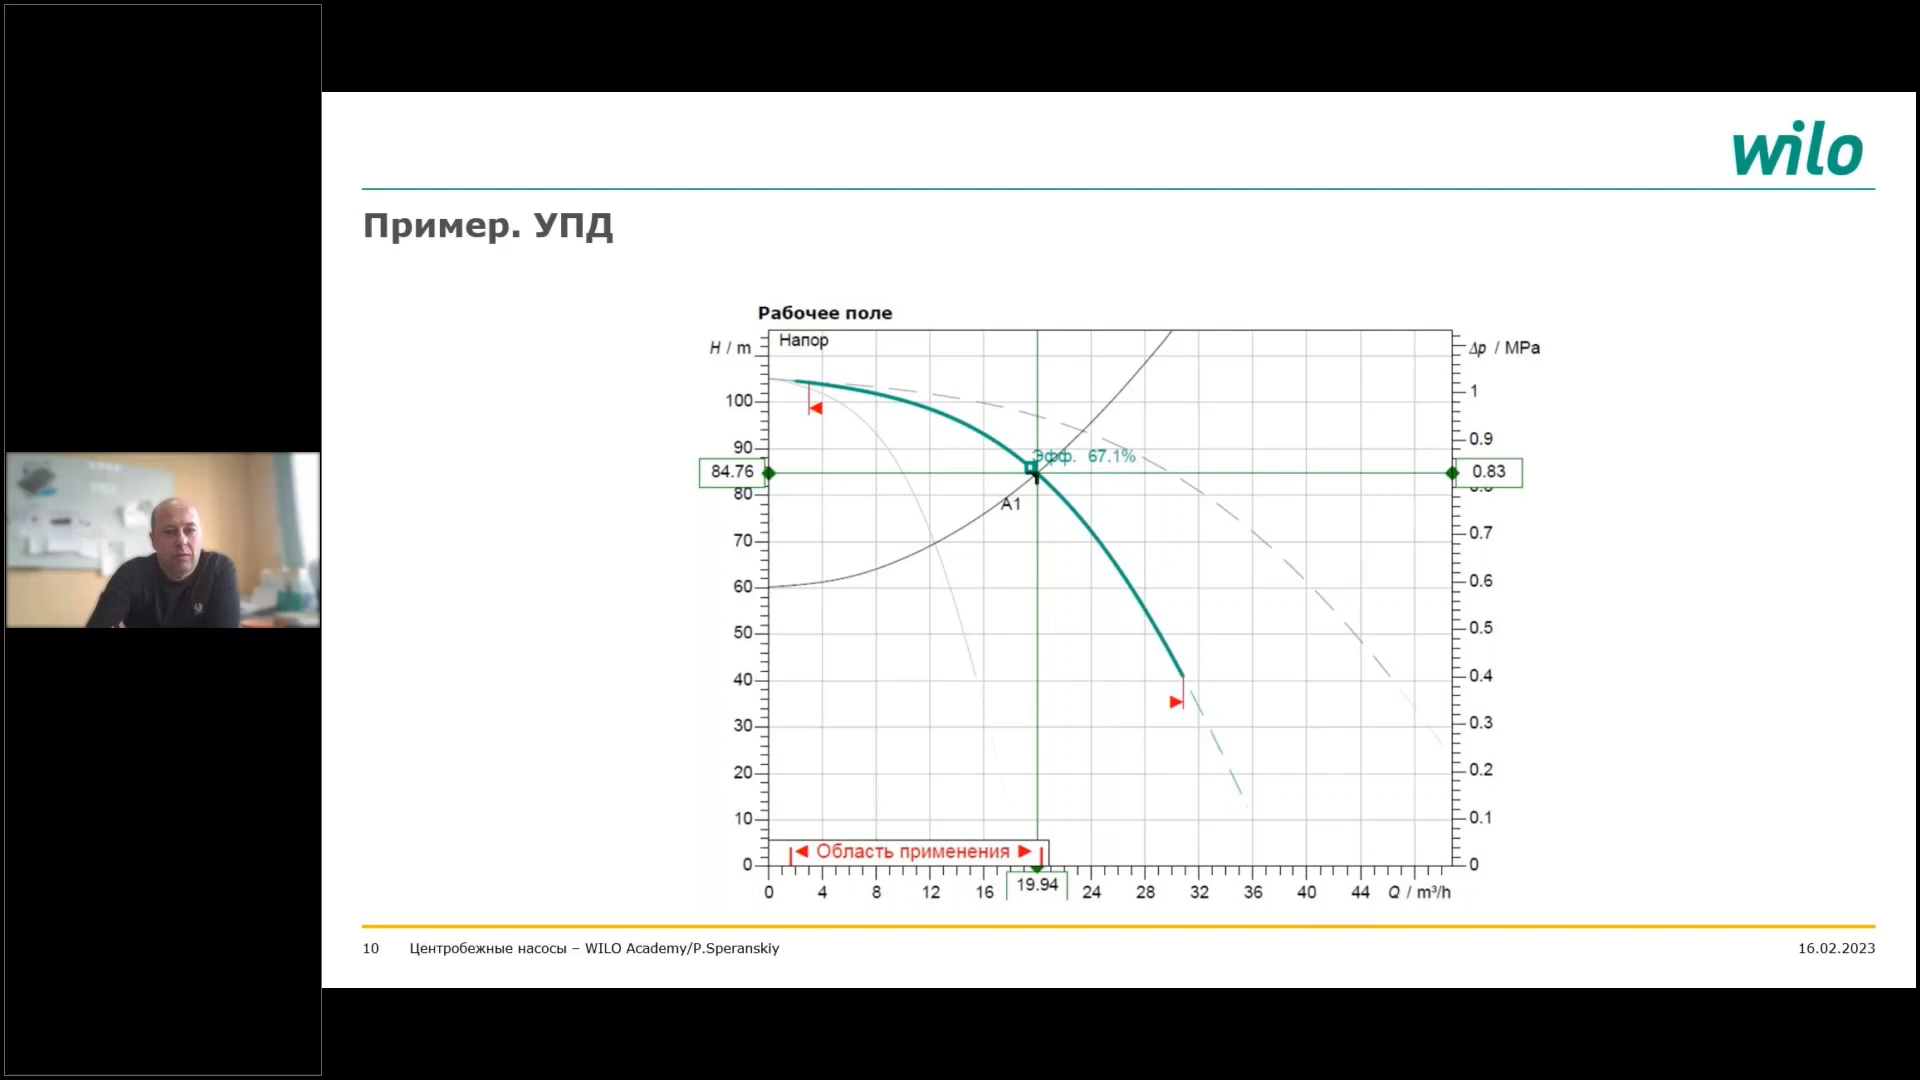 wilo
Пример. УПД
Рабочее поле
H / m
Напор
Δp / MPa
100
90
84.76
80
70
60
50
40
30
20
10
0
1
0.9
0.83
0.8
0.7
0.6
0.5
0.4
0.3
0.2
0.1
0
Эфф. 67.1%
A1
Область применения
0 4 8 12 16 19.94 24 28 32 36 40 44 Q / m³/h
10 Центробежные насосы – WILO Academy/P.Speranskiy 16.02.2023